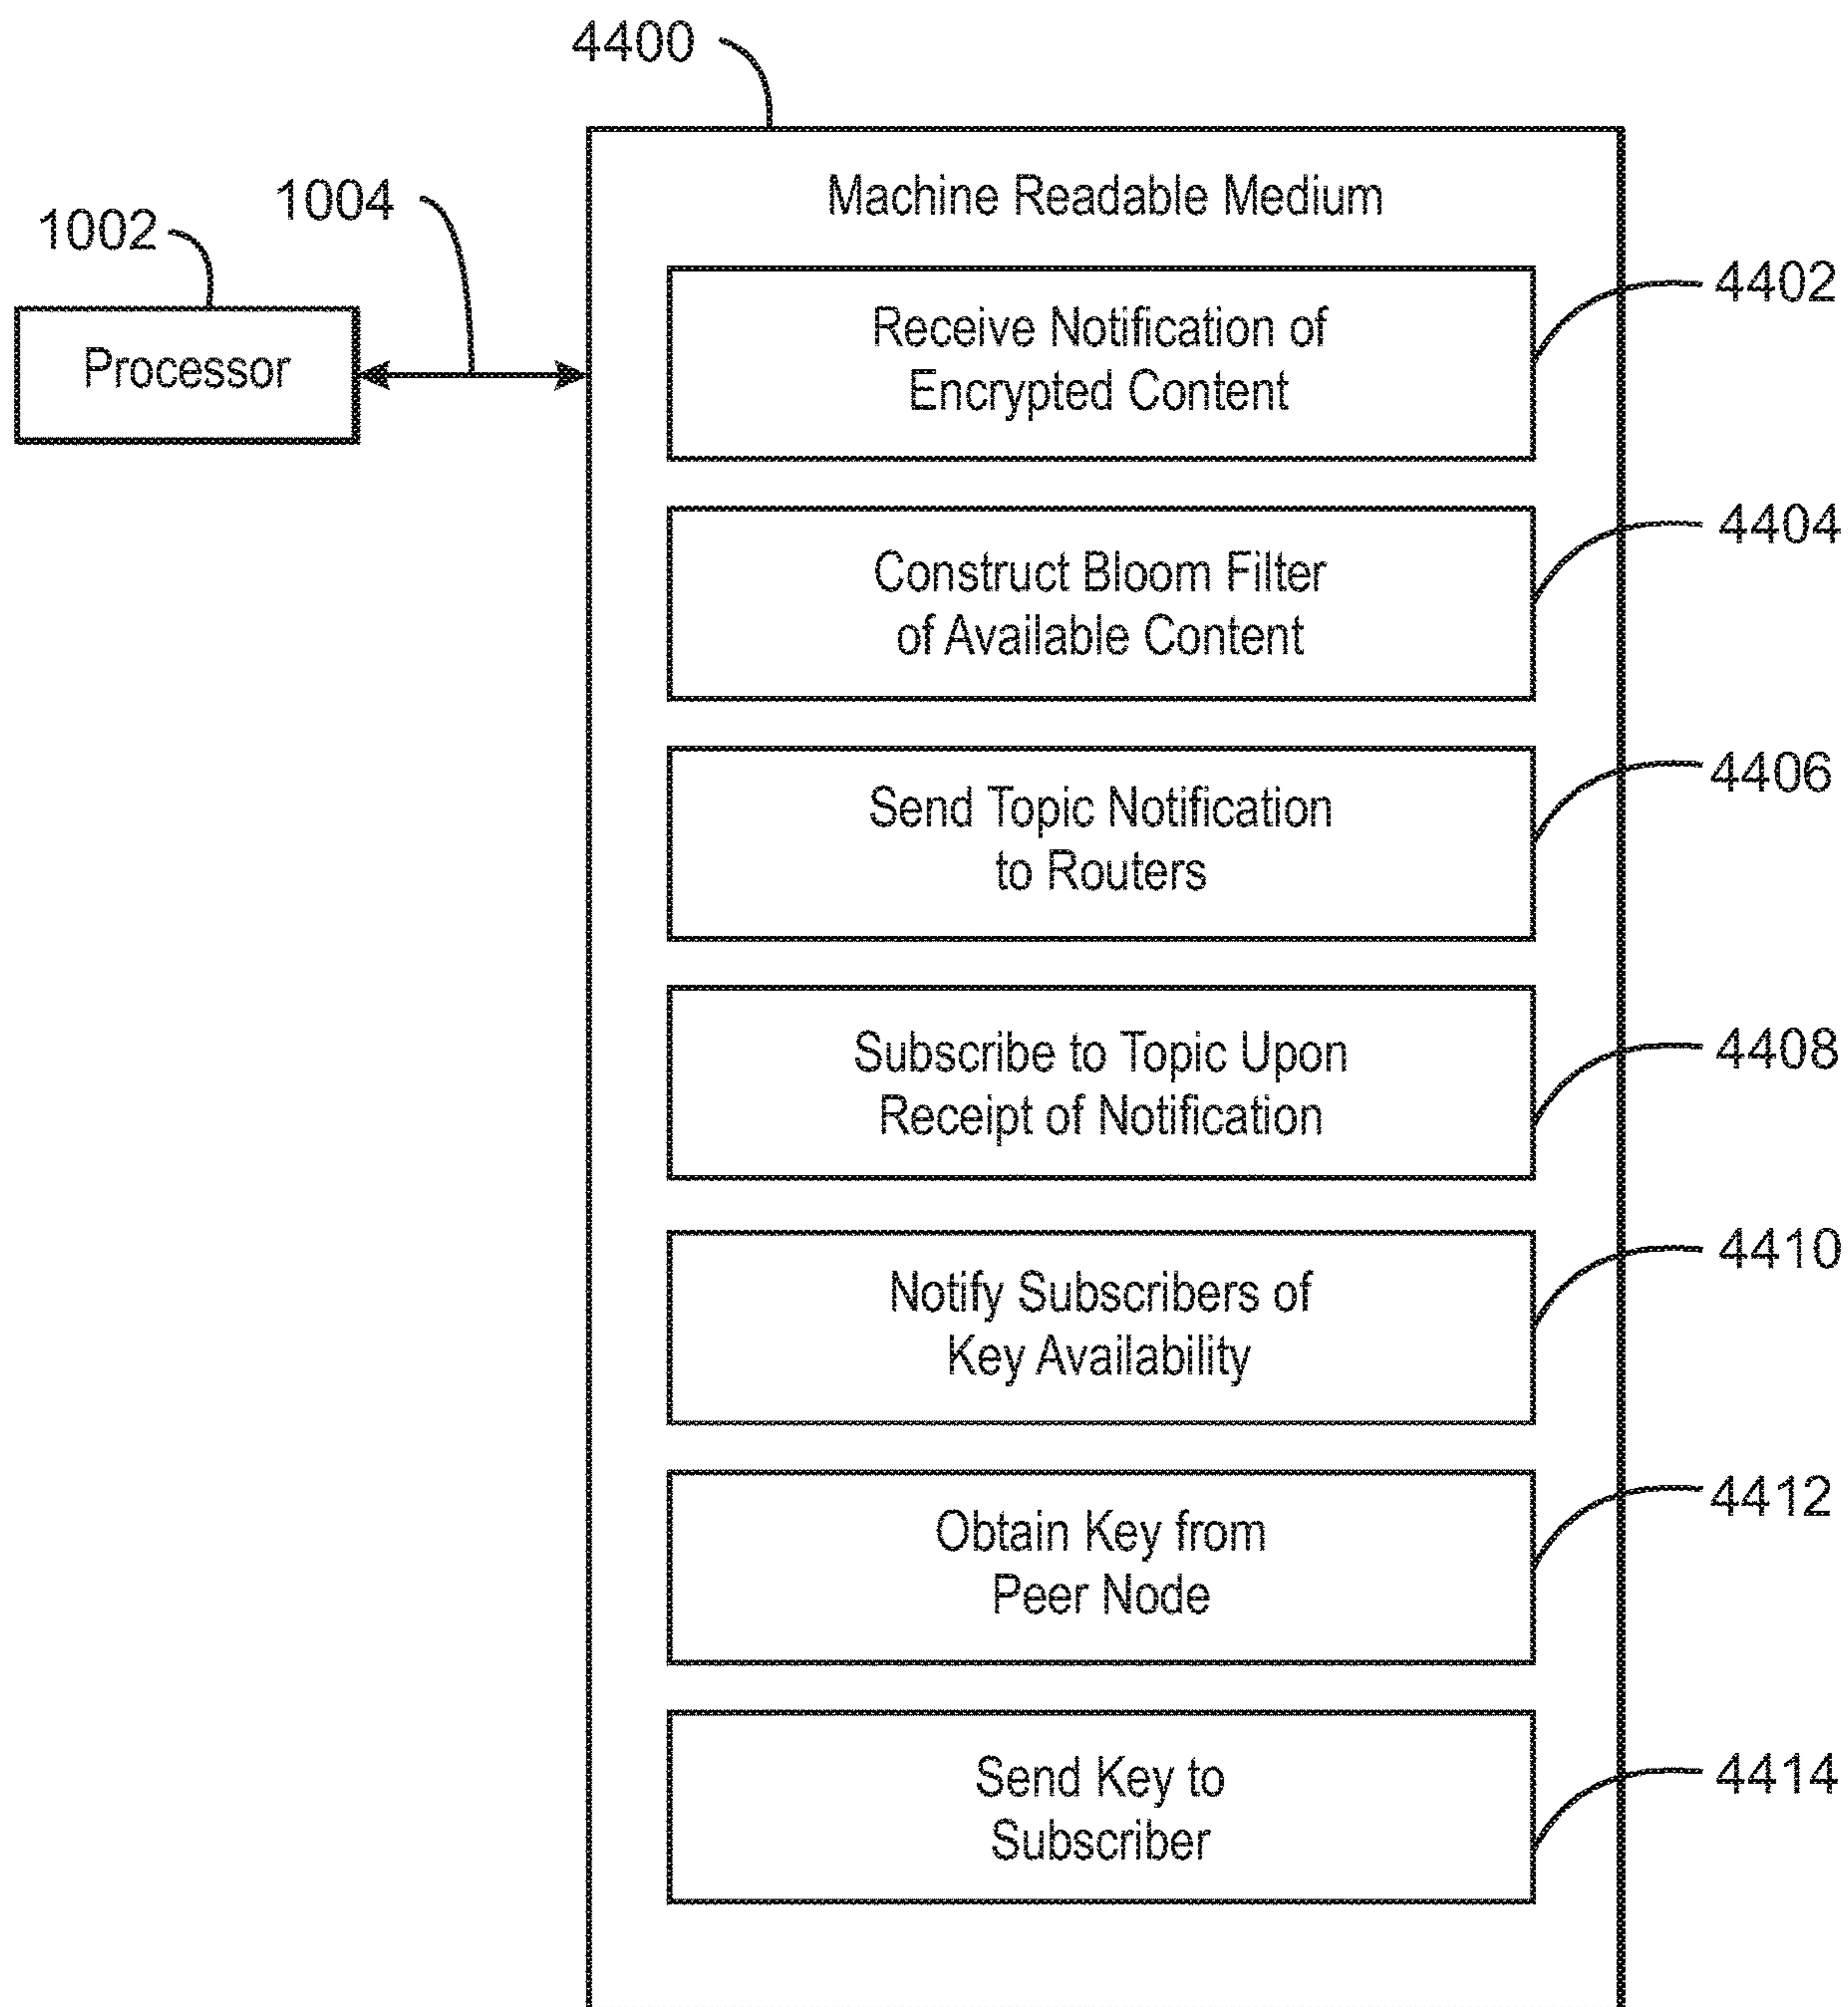 4400
Machine Readable Medium
1004
1002
Processor
Receive Notification of
Encrypted Content
4402
Construct Bloom Filter
of Available Content
4404
Send Topic Notification
to Routers
4406
Subscribe to Topic Upon
Receipt of Notification
4408
Notify Subscribers of
Key Availability
4410
Obtain Key from
Peer Node
4412
Send Key to
Subscriber
4414